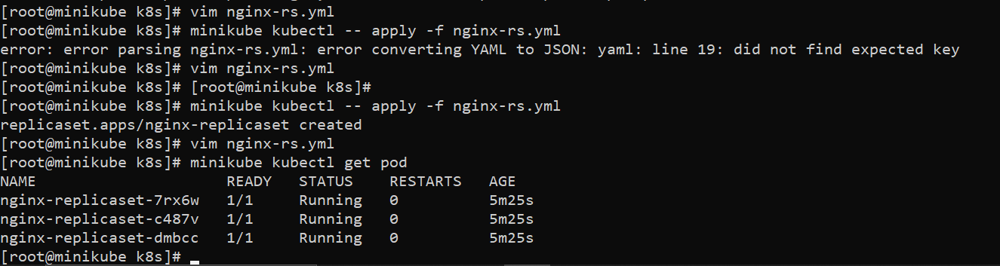 [root@minikube k8s]# vim nginx-rs.yml
[root@minikube k8s]# minikube kubectl -- apply -f nginx-rs.yml
error: error parsing nginx-rs.yml: error converting YAML to JSON: yaml: line 19: did not find expected key
[root@minikube k8s]# vim nginx-rs.yml
[root@minikube k8s]# [root@minikube k8s]#
[root@minikube k8s]# minikube kubectl -- apply -f nginx-rs.yml
replicaset.apps/nginx-replicaset created
[root@minikube k8s]# vim nginx-rs.yml
[root@minikube k8s]# minikube kubectl get pod
NAME                     READY   STATUS    RESTARTS   AGE
nginx-replicaset-7rx6w   1/1     Running   0          5m25s
nginx-replicaset-c487v   1/1     Running   0          5m25s
nginx-replicaset-dmbcc   1/1     Running   0          5m25s
[root@minikube k8s]#